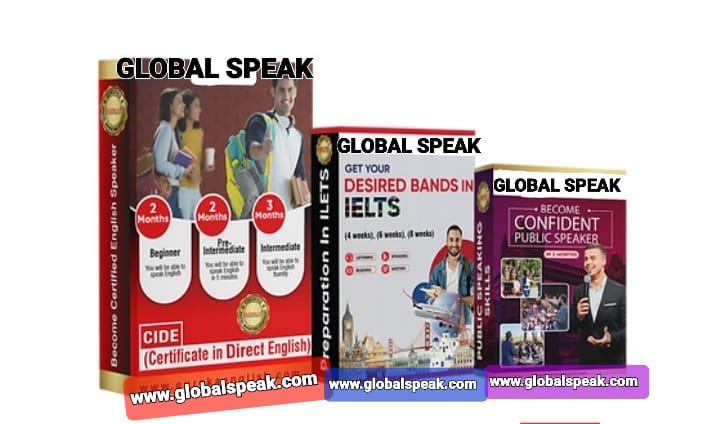 GLOBAL SPEAK
Become Certified English Speaker
2
Months
2
Months
3
Months
Beginner
You will be able to
speak English
Pre-
Intermediate
You will be able to
speak English
in 5 minutes
Intermediate
You will be able to
speak English
fluently
CIDE
(Certificate in Direct English)
www.globalspeak.com
GLOBAL SPEAK
Preparation In ILETS
GET YOUR
DESIRED BANDS IN
IELTS
(4 weeks), (6 weeks), (8 weeks)
LISTENING
SPEAKING
READING
WRITING
www.globalspeak.com
GLOBAL SPEAK
PUBLIC SPEAKING
SKILLS
BECOME
CONFIDENT
PUBLIC SPEAKER
IN 2 MONTHS
www.globalspeak.com